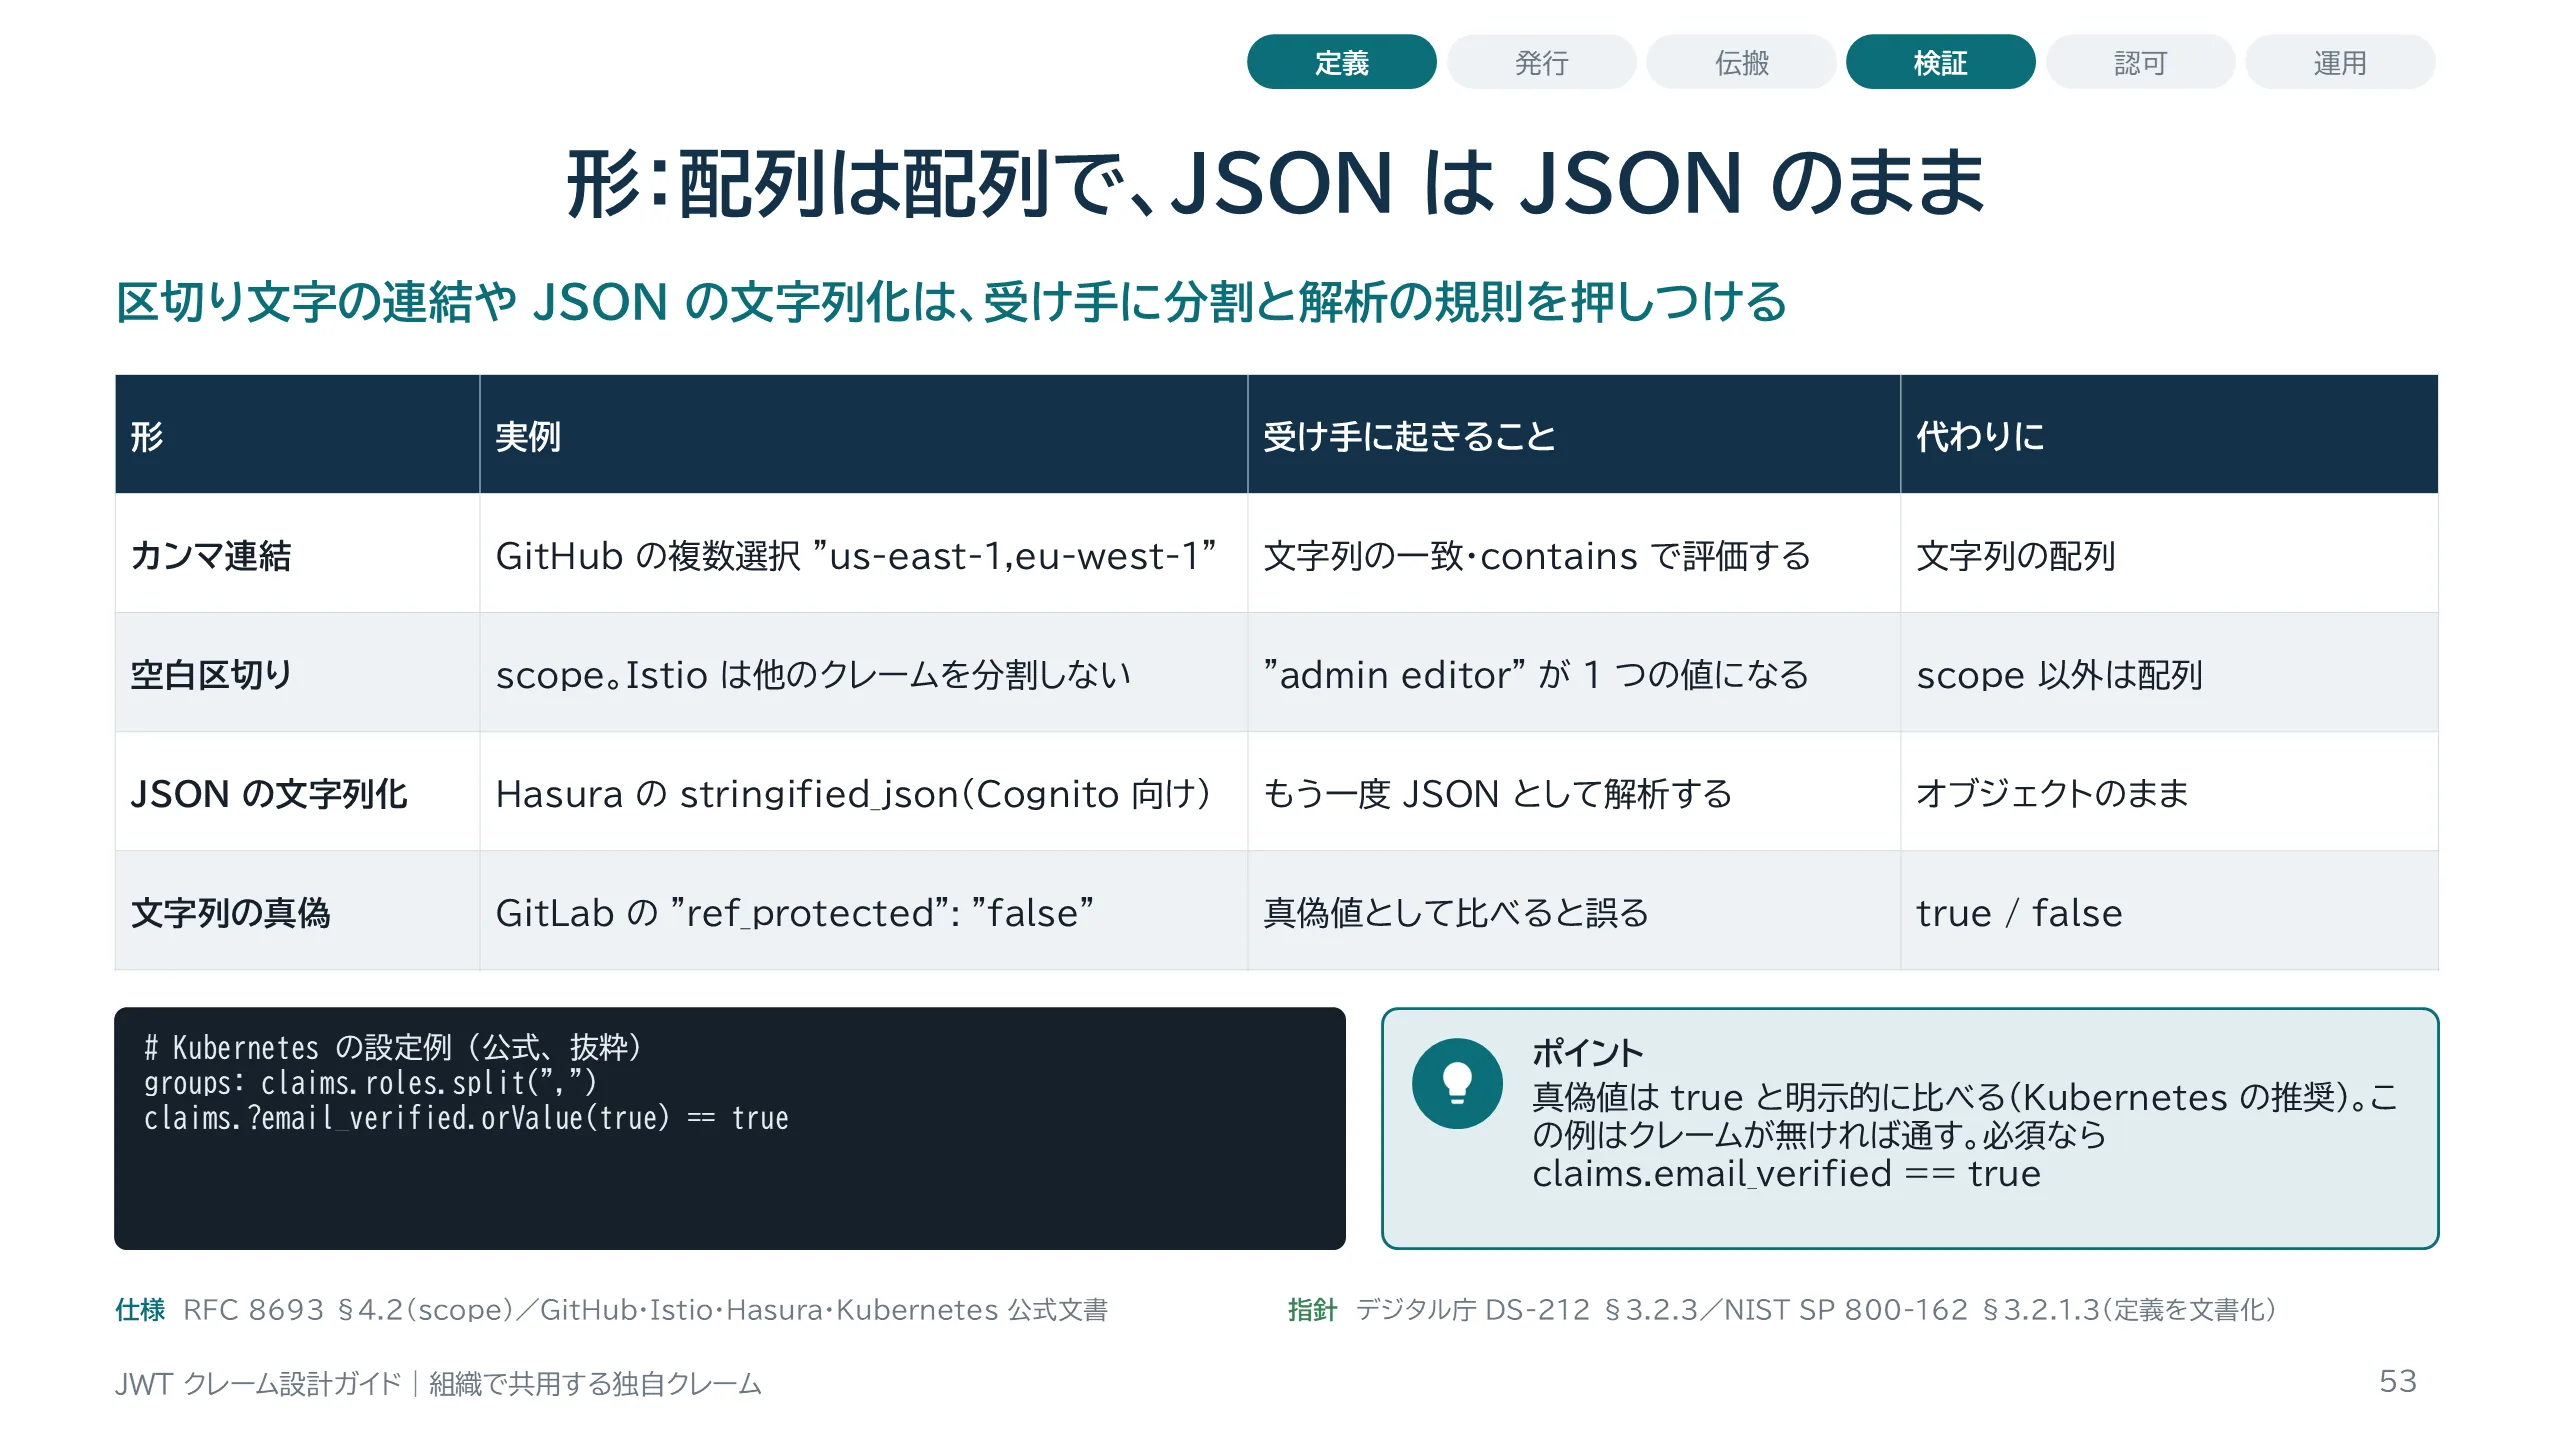 定義
発行
伝搬
検証
認可
運用
形：配列は配列で、JSON は JSON のまま
区切り文字の連結や JSON の文字列化は、受け手に分割と解析の規則を押しつける
形
実例
受け手に起きること
代わりに
カンマ連結
GitHub の複数選択 ”us-east-1,eu-west-1”
文字列の一致・contains で評価する
文字列の配列
空白区切り
scope。Istio は他のクレームを分割しない
”admin editor” が 1 つの値になる
scope 以外は配列
JSON の文字列化
Hasura の stringified_json（Cognito 向け）
もう一度 JSON として解析する
オブジェクトのまま
文字列の真偽
GitLab の ”ref_protected”: ”false”
真偽値として比べると誤る
true / false
# Kubernetes の設定例（公式、抜粋）
groups: claims.roles.split(”,”)
claims.?email_verified.orValue(true) == true
ポイント
真偽値は true と明示的に比べる（Kubernetes の推奨）。こ
の例はクレームが無ければ通す。必須なら
claims.email_verified == true
仕様 RFC 8693 §4.2（scope）／GitHub・Istio・Hasura・Kubernetes 公式文書
指針 デジタル庁 DS-212 §3.2.3／NIST SP 800-162 §3.2.1.3（定義を文書化）
JWT クレーム設計ガイド｜組織で共用する独自クレーム
53